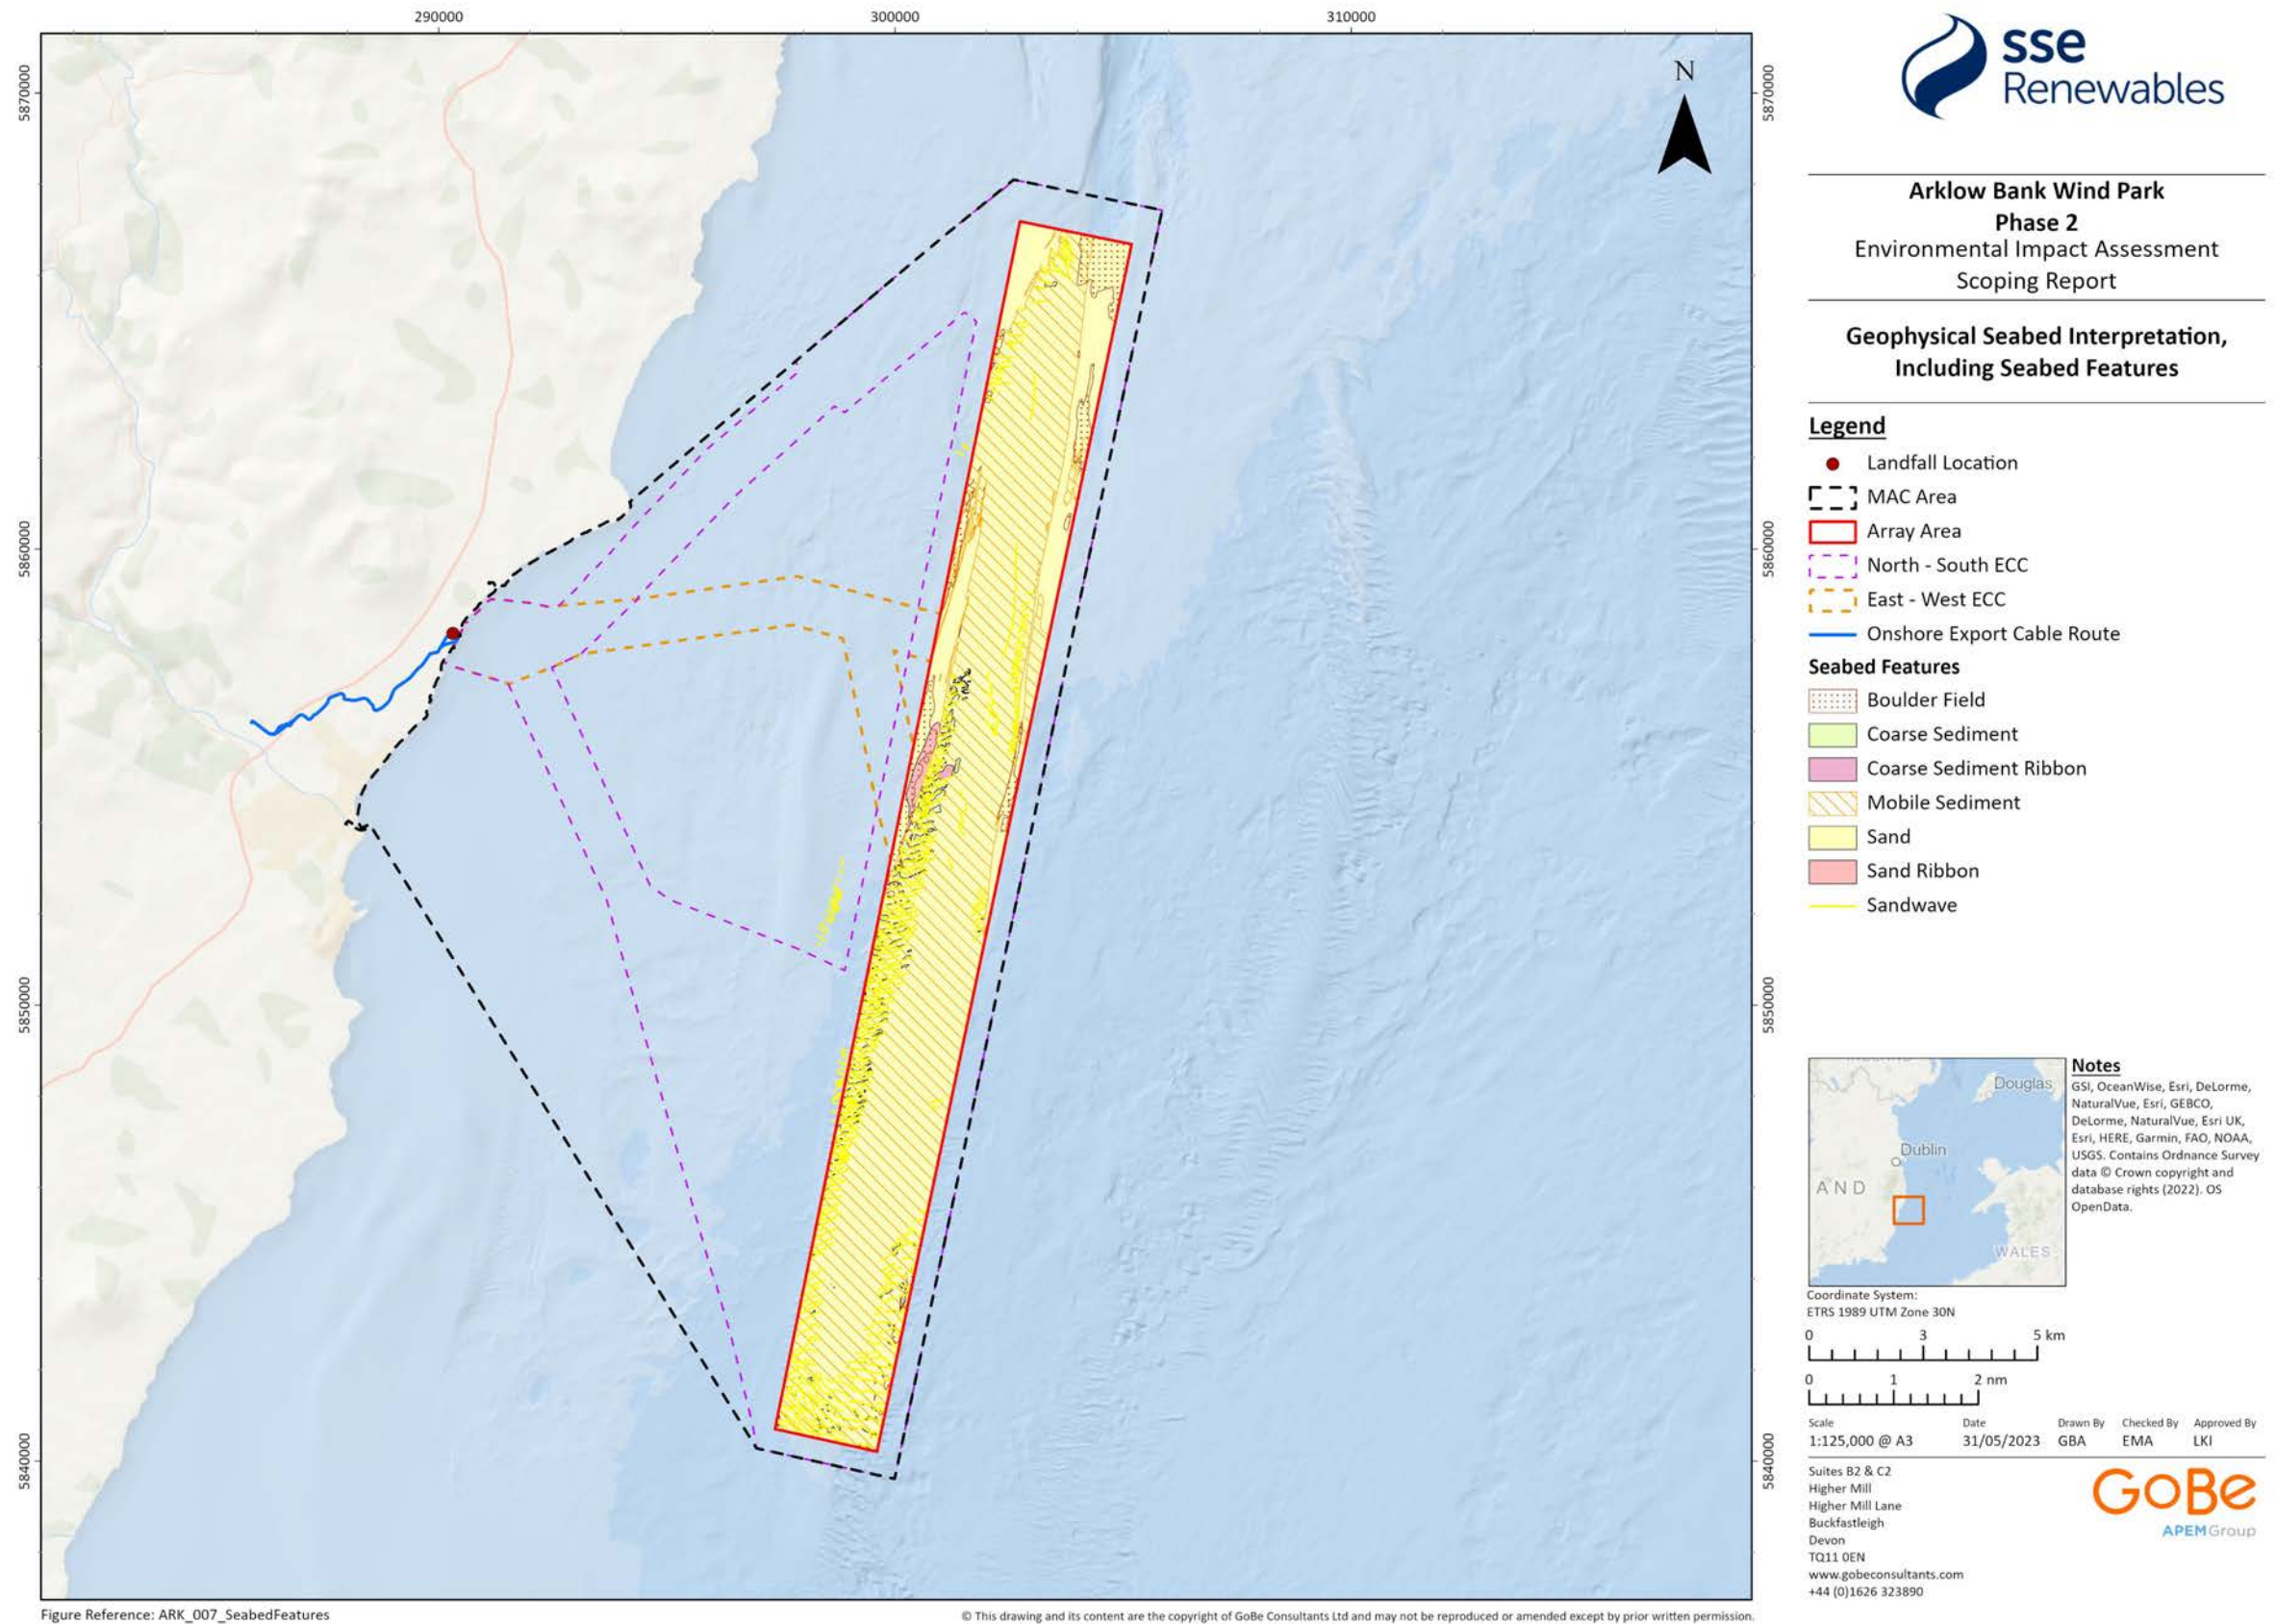 290000
300000
310000
5870000
5860000
5850000
5840000
5870000
5860000
5850000
5840000
N
sse
Renewables
Arklow Bank Wind Park
Phase 2
Environmental Impact Assessment
Scoping Report
Geophysical Seabed Interpretation,
Including Seabed Features
Legend
Landfall Location
MAC Area
Array Area
North - South ECC
East - West ECC
Onshore Export Cable Route
Seabed Features
Boulder Field
Coarse Sediment
Coarse Sediment Ribbon
Mobile Sediment
Sand
Sand Ribbon
Sandwave
Douglas
Dublin
AND
WALES
Notes
GSI, OceanWise, Esri, DeLorme,
NaturalVue, Esri, GEBCO,
DeLorme, NaturalVue, Esri UK,
Esri, HERE, Garmin, FAO, NOAA,
USGS. Contains Ordnance Survey
data © Crown copyright and
database rights (2022). OS
OpenData.
Coordinate System:
ETRS 1989 UTM Zone 30N
0 3 5 km
0 1 2 nm
Scale Date Drawn By Checked By Approved By
1:125,000 @ A3 31/05/2023 GBA EMA LKI
Suites B2 & C2
Higher Mill
Higher Mill Lane
Buckfastleigh
Devon
TQ11 0EN
www.gobeconsultants.com
+44 (0)1626 323890
GoBe
APEMGroup
Figure Reference: ARK_007_SeabedFeatures
© This drawing and its content are the copyright of GoBe Consultants Ltd and may not be reproduced or amended except by prior written permission.